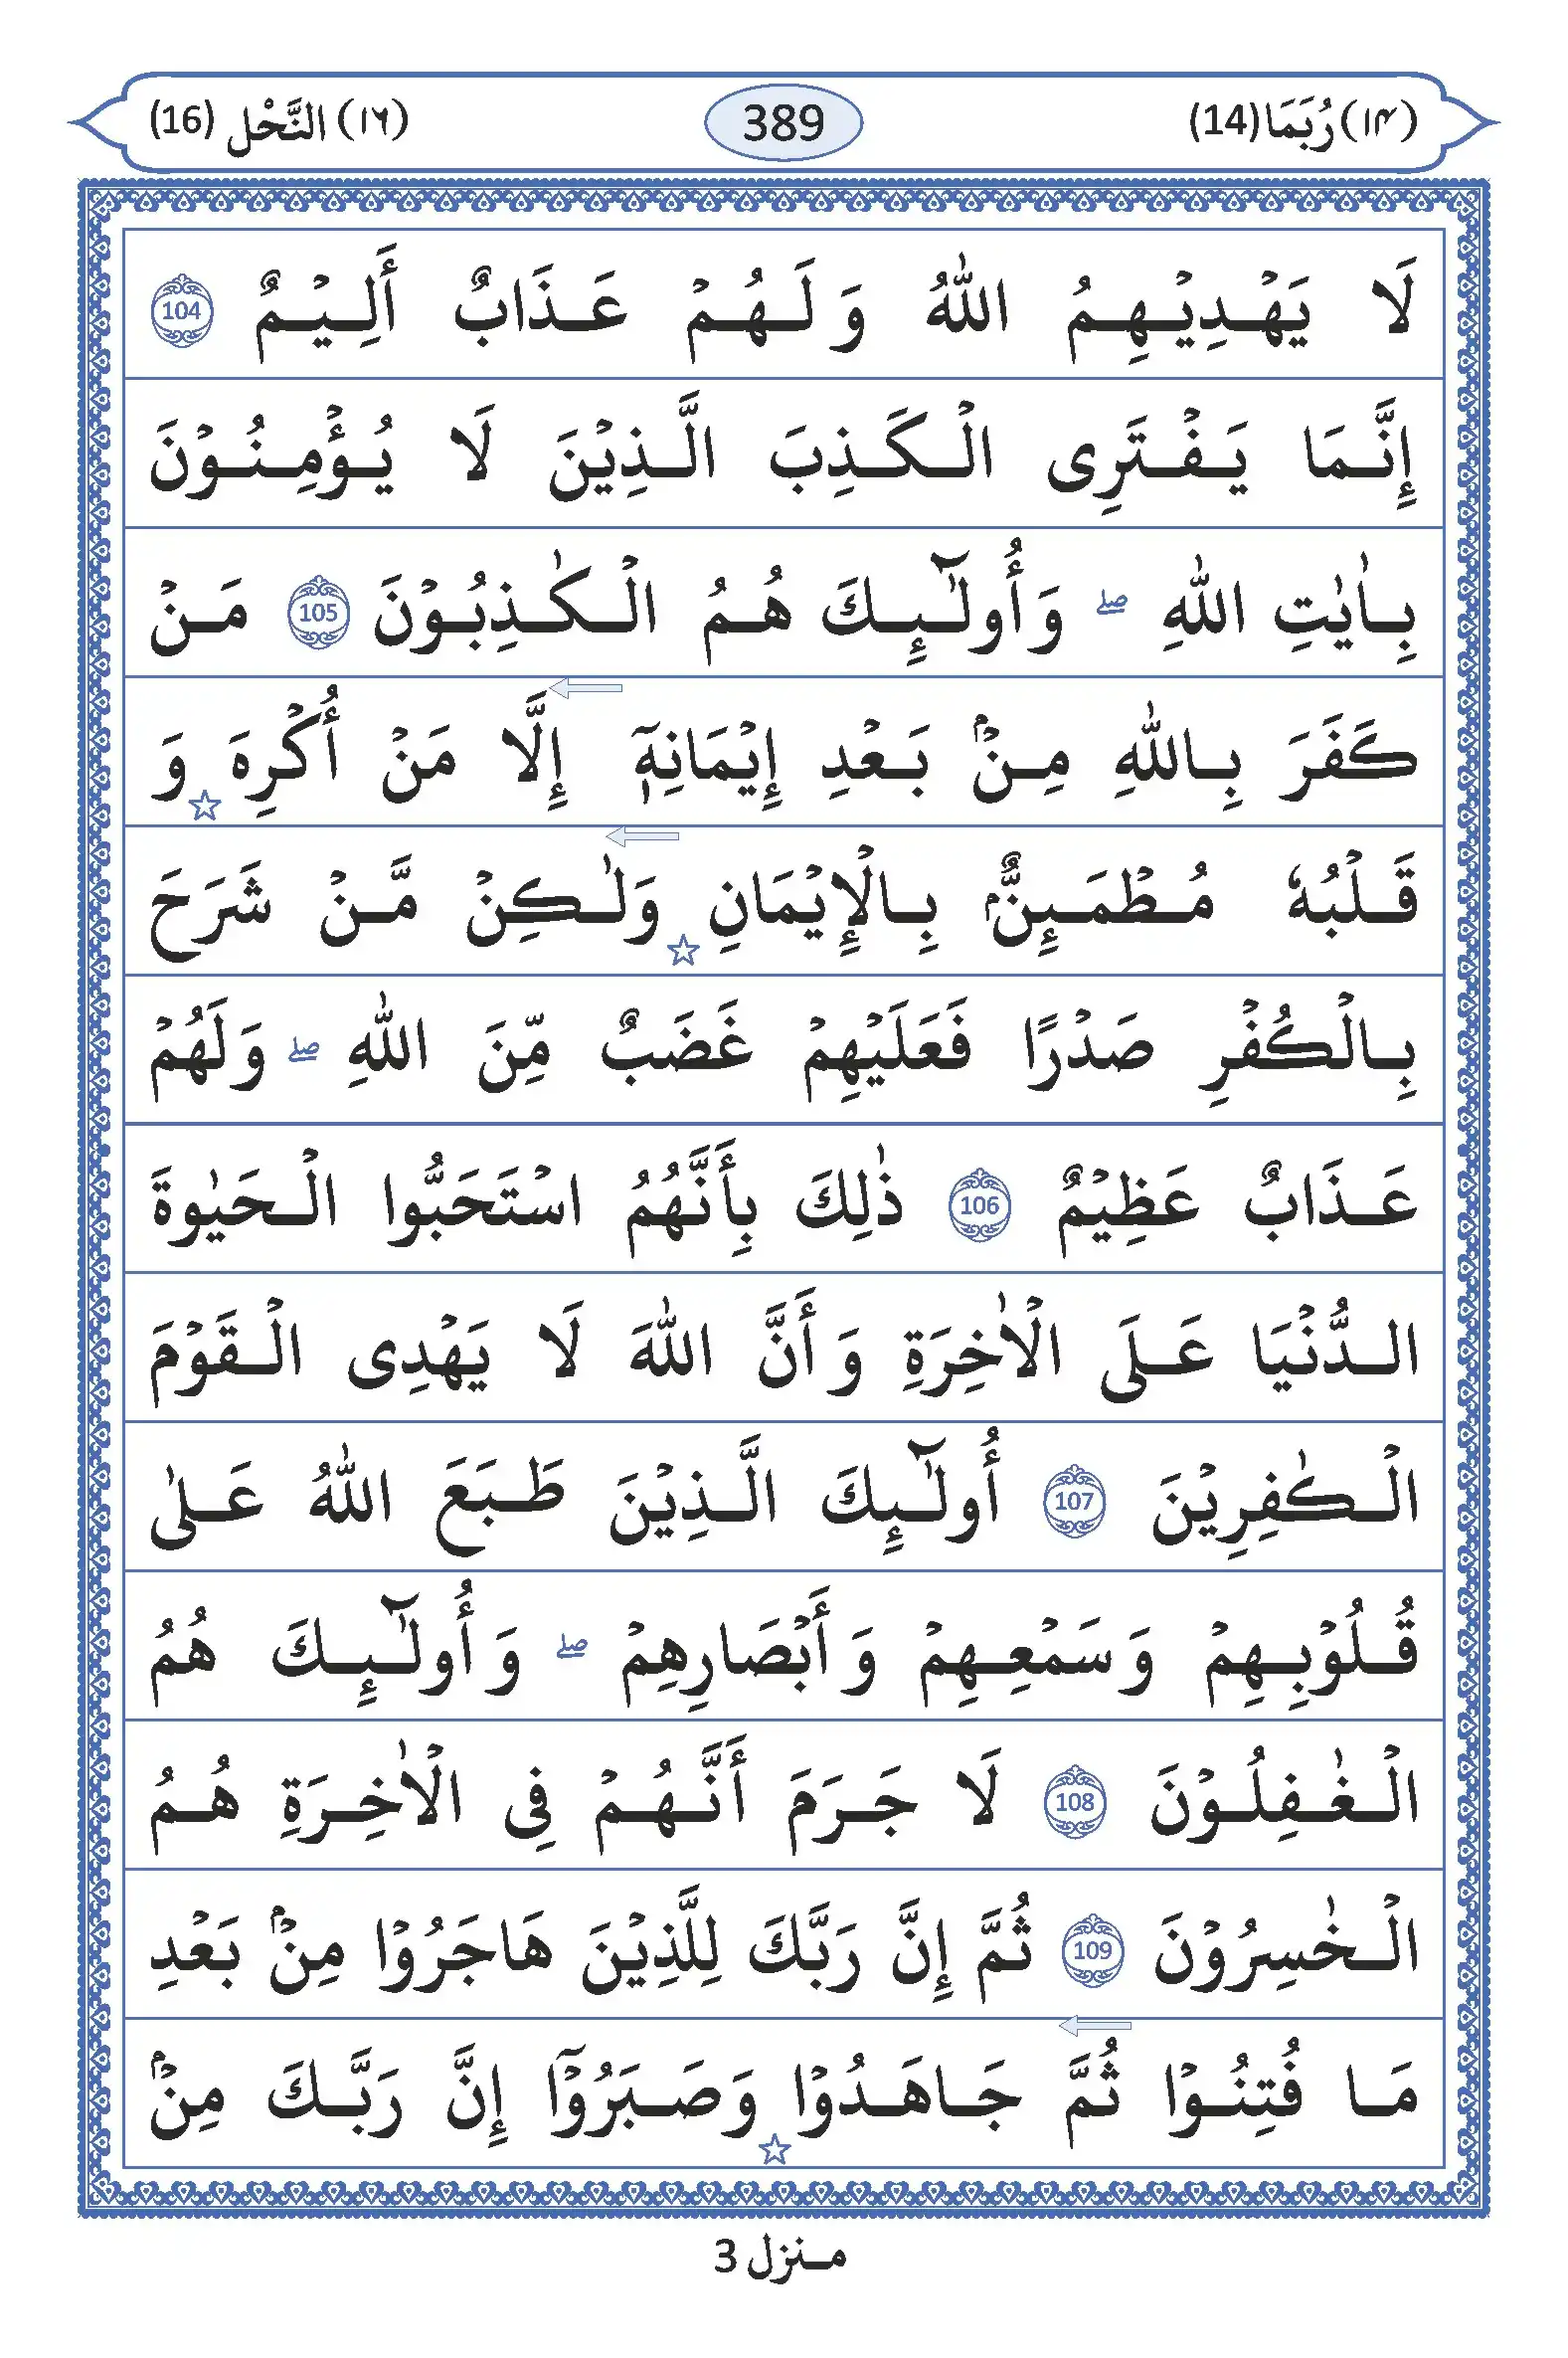 (١٤) رُبَمَا (14) 389 (١٦) النَّحْل (16)
لَا يَهْدِيْهِمُ اللّٰهُ وَلَهُمْ عَذَابٌ أَلِيْمٌ 104
إِنَّمَا يَفْتَرِى الْكَذِبَ الَّذِيْنَ لَا يُؤْمِنُوْنَ
بِاٰيٰتِ اللّٰهِ ۖ وَأُولٰٓئِكَ هُمُ الْكٰذِبُوْنَ 105 مَنْ
كَفَرَ بِاللّٰهِ مِنْۢ بَعْدِ إِيْمَانِهٖٓ إِلَّا مَنْ أُكْرِهَ ☆ وَ
قَلْبُهٗ مُطْمَئِنٌّۢ بِالْإِيْمَانِ ☆ وَلٰكِنْ مَّنْ شَرَحَ
بِالْكُفْرِ صَدْرًا فَعَلَيْهِمْ غَضَبٌ مِّنَ اللّٰهِ ۖ وَلَهُمْ
عَذَابٌ عَظِيْمٌ 106 ذٰلِكَ بِأَنَّهُمُ اسْتَحَبُّوا الْحَيٰوةَ
الدُّنْيَا عَلَى الْاٰخِرَةِ وَأَنَّ اللّٰهَ لَا يَهْدِى الْقَوْمَ
الْكٰفِرِيْنَ 107 أُولٰٓئِكَ الَّذِيْنَ طَبَعَ اللّٰهُ عَلٰى
قُلُوْبِهِمْ وَسَمْعِهِمْ وَأَبْصَارِهِمْ ۖ وَأُولٰٓئِكَ هُمُ
الْغٰفِلُوْنَ 108 لَا جَرَمَ أَنَّهُمْ فِى الْاٰخِرَةِ هُمُ
الْخٰسِرُوْنَ 109 ثُمَّ إِنَّ رَبَّكَ لِلَّذِيْنَ هَاجَرُوْا مِنْۢ بَعْدِ
مَا فُتِنُوْا ثُمَّ جَاهَدُوْا ☆ وَصَبَرُوْٓا إِنَّ رَبَّكَ مِنْۢ
منزل 3